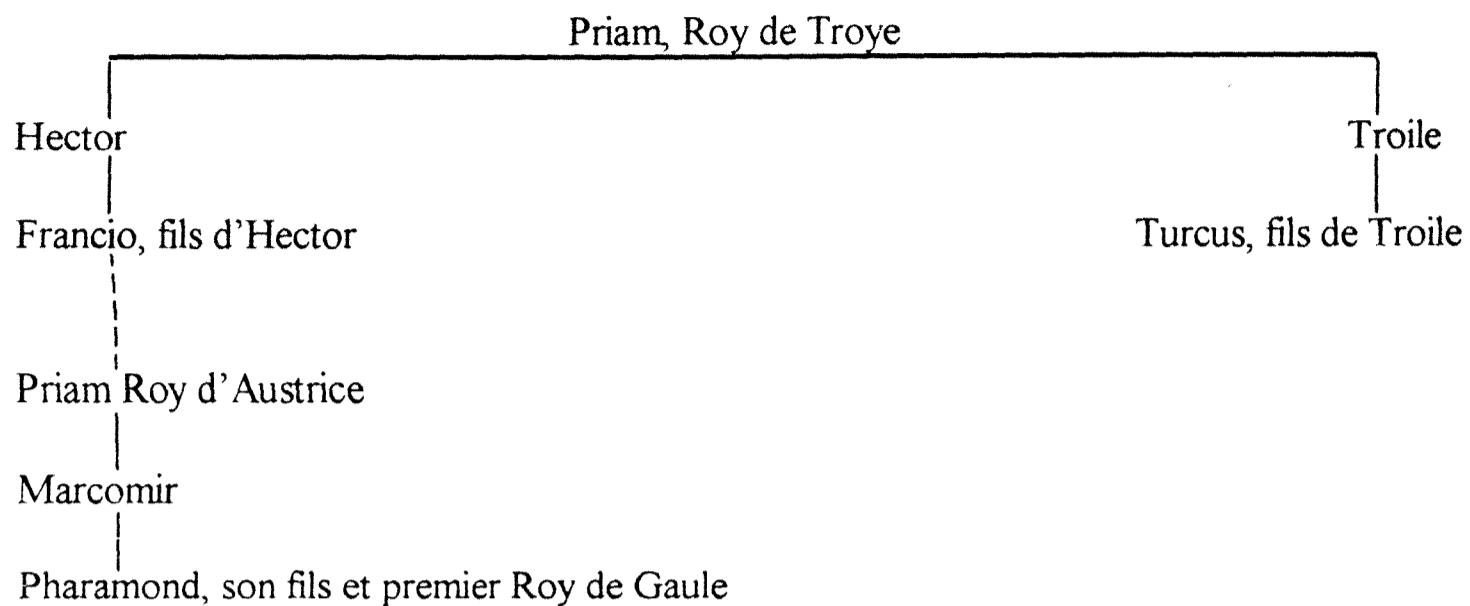 Priam, Roy de Troye
Hector
Troile
Francio, fils d'Hector
Turcus, fils de Troile
Priam Roy d'Austrice
Marcomir
Pharamond, son fils et premier Roy de Gaule